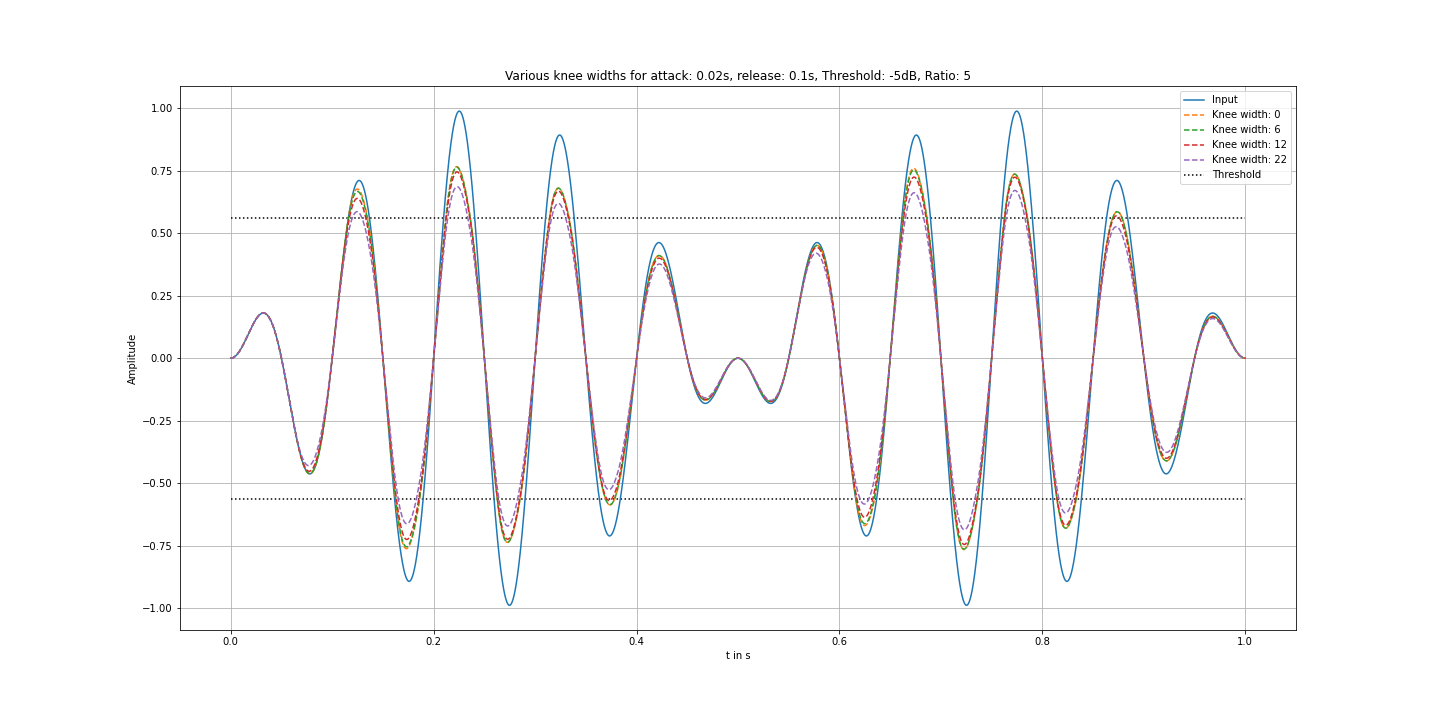 Various knee widths for attack: 0.02s, release: 0.1s, Threshold: -5dB, Ratio: 5
Input
Knee width: 0
Knee width: 6
Knee width: 12
Knee width: 22
Threshold
Amplitude
1.00
0.75
0.50
0.25
0.00
−0.25
−0.50
−0.75
−1.00
0.0
0.2
0.4
0.6
0.8
1.0
t in s